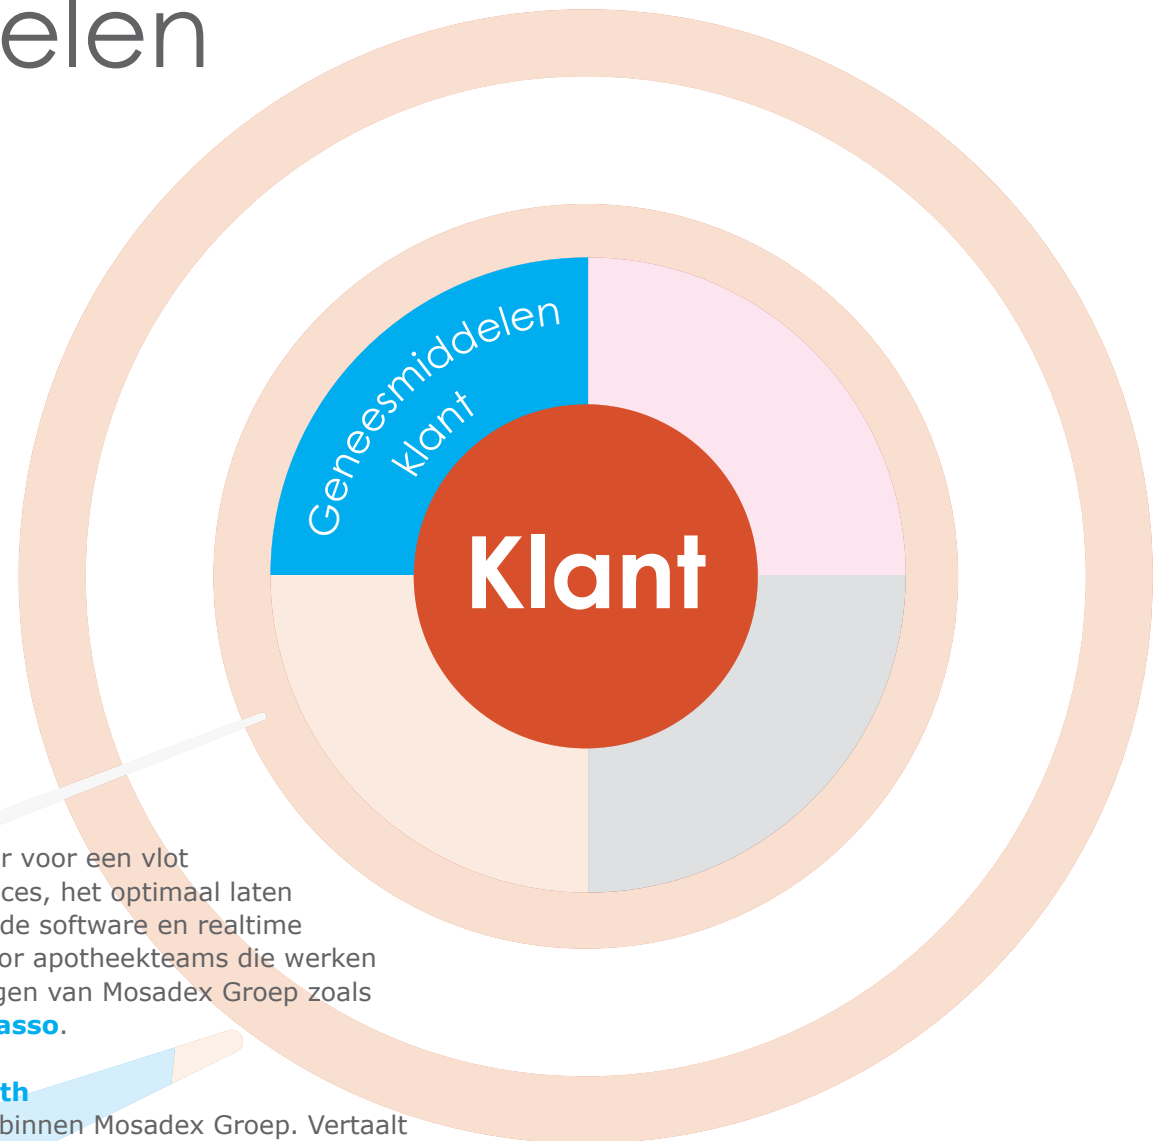 elen
Geneesmiddelen
klant
Klant
r voor een vlot
ces, het optimaal laten
de software en realtime
or apotheekteams die werken
gen van Mosadex Groep zoals
asso.
th
binnen Mosadex Groep. Vertaalt